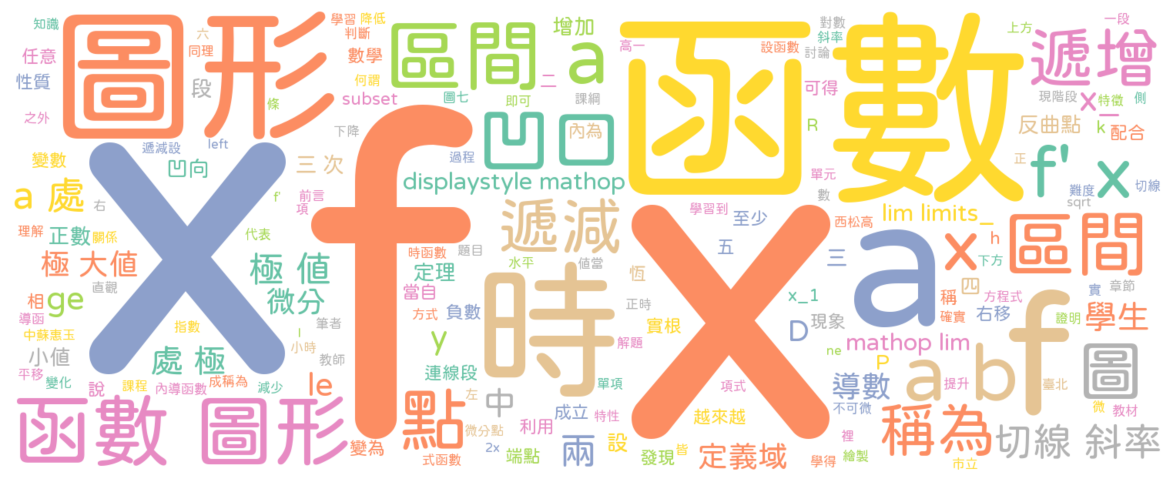 知識
圖形
學習 降低
判斷
區間 a
增加
函數
對數
斜率
討論
上方
一段
遞增
任意
六
同理
數學
何謂
二
高一
設函數
性質
段
條
subset
圖七
即可
課綱
可得
現階段
x_
特徵
側
之外
下降
凹口
內為
R
反曲點
k
配合
遞減設
left
x
f
過程
正
變數
凹向
三 次
displaystyle mathop
單元
f' x
切線
難度
a 處
右
f'
前言
項
學習到
數
lim limits_
sqrt
理解
正數
關係
代表
遞減
至少
西松高
x
a
x
h
區間
極 大值
極 值
時函數
題目
水平
值當
五
三
下方
相
ge
直觀
微分
定理
當自
恆
四
稱
方程式
章節
導函
指數
方式
負數
時
正時
x_1
右移
實
中蘇惠玉
l
筆者
實根
D
現象
確實
證明
學生
小值
小時
y
解題
ne
mathop lim
平移
變化
處 極
教師
連線段
P
f
說
課程
減少
le
左
單項
項式
導數
a b
提升
臺北
圖
內導函數
成稱為
點
中
成立
特性
越來越
不可微
微
教材
函數 圖形
變為
微分點
利用
設
皆
裡
稱為
式函數
2x
端點
兩
發現
定義域
學得
繪製
切線 斜率
市立